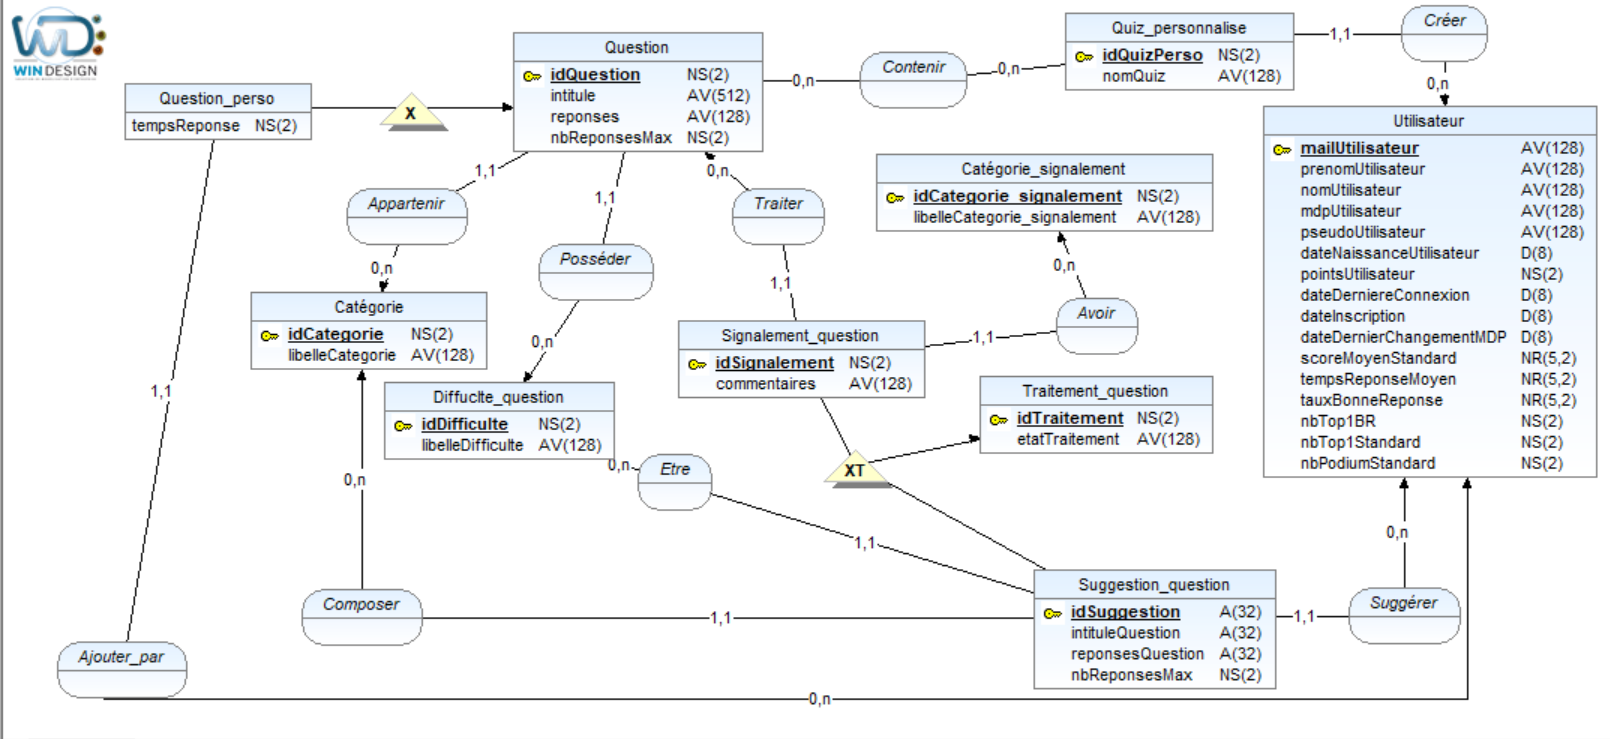 WIN DESIGN
Question_perso
tempsReponse NS(2)
X
Question
idQuestion NS(2)
intitule AV(512)
reponses AV(128)
nbReponsesMax NS(2)
0,n
Contenir
0,n
Quiz_personnalise
idQuizPerso NS(2)
nomQuiz AV(128)
1,1
Créer
0,n
Utilisateur
mailUtilisateur AV(128)
prenomUtilisateur AV(128)
nomUtilisateur AV(128)
mdpUtilisateur AV(128)
pseudoUtilisateur AV(128)
dateNaissanceUtilisateur D(8)
pointsUtilisateur NS(2)
dateDerniereConnexion D(8)
dateInscription D(8)
dateDernierChangementMDP D(8)
scoreMoyenStandard NR(5,2)
tempsReponseMoyen NR(5,2)
tauxBonneReponse NR(5,2)
nbTop1BR NS(2)
nbTop1Standard NS(2)
nbPodiumStandard NS(2)
1,1
Appartenir
0,n
1,1
Posséder
0,n
0,n
Traiter
1,1
Catégorie_signalement
idCategorie_signalement NS(2)
libelleCategorie_signalement AV(128)
0,n
Avoir
1,1
Catégorie
idCategorie NS(2)
libelleCategorie AV(128)
Signalement_question
idSignalement NS(2)
commentaires AV(128)
Diffuclte_question
idDifficulte NS(2)
libelleDifficulte AV(128)
Traitement_question
idTraitement NS(2)
etatTraitement AV(128)
XT
1,1
0,n
Etre
1,1
0,n
Composer
1,1
Suggestion_question
idSuggestion A(32)
intituleQuestion A(32)
reponsesQuestion A(32)
nbReponsesMax NS(2)
0,n
1,1
Suggérer
Ajouter_par
0,n